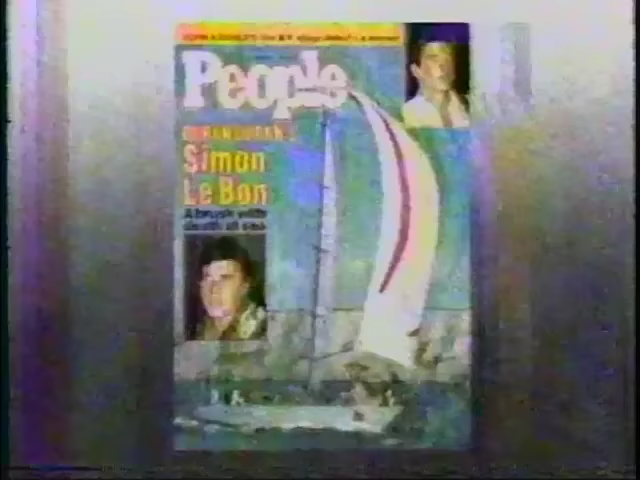 People
DURAN DURAN'S
Simon
Le Bon
A brush with
death at sea